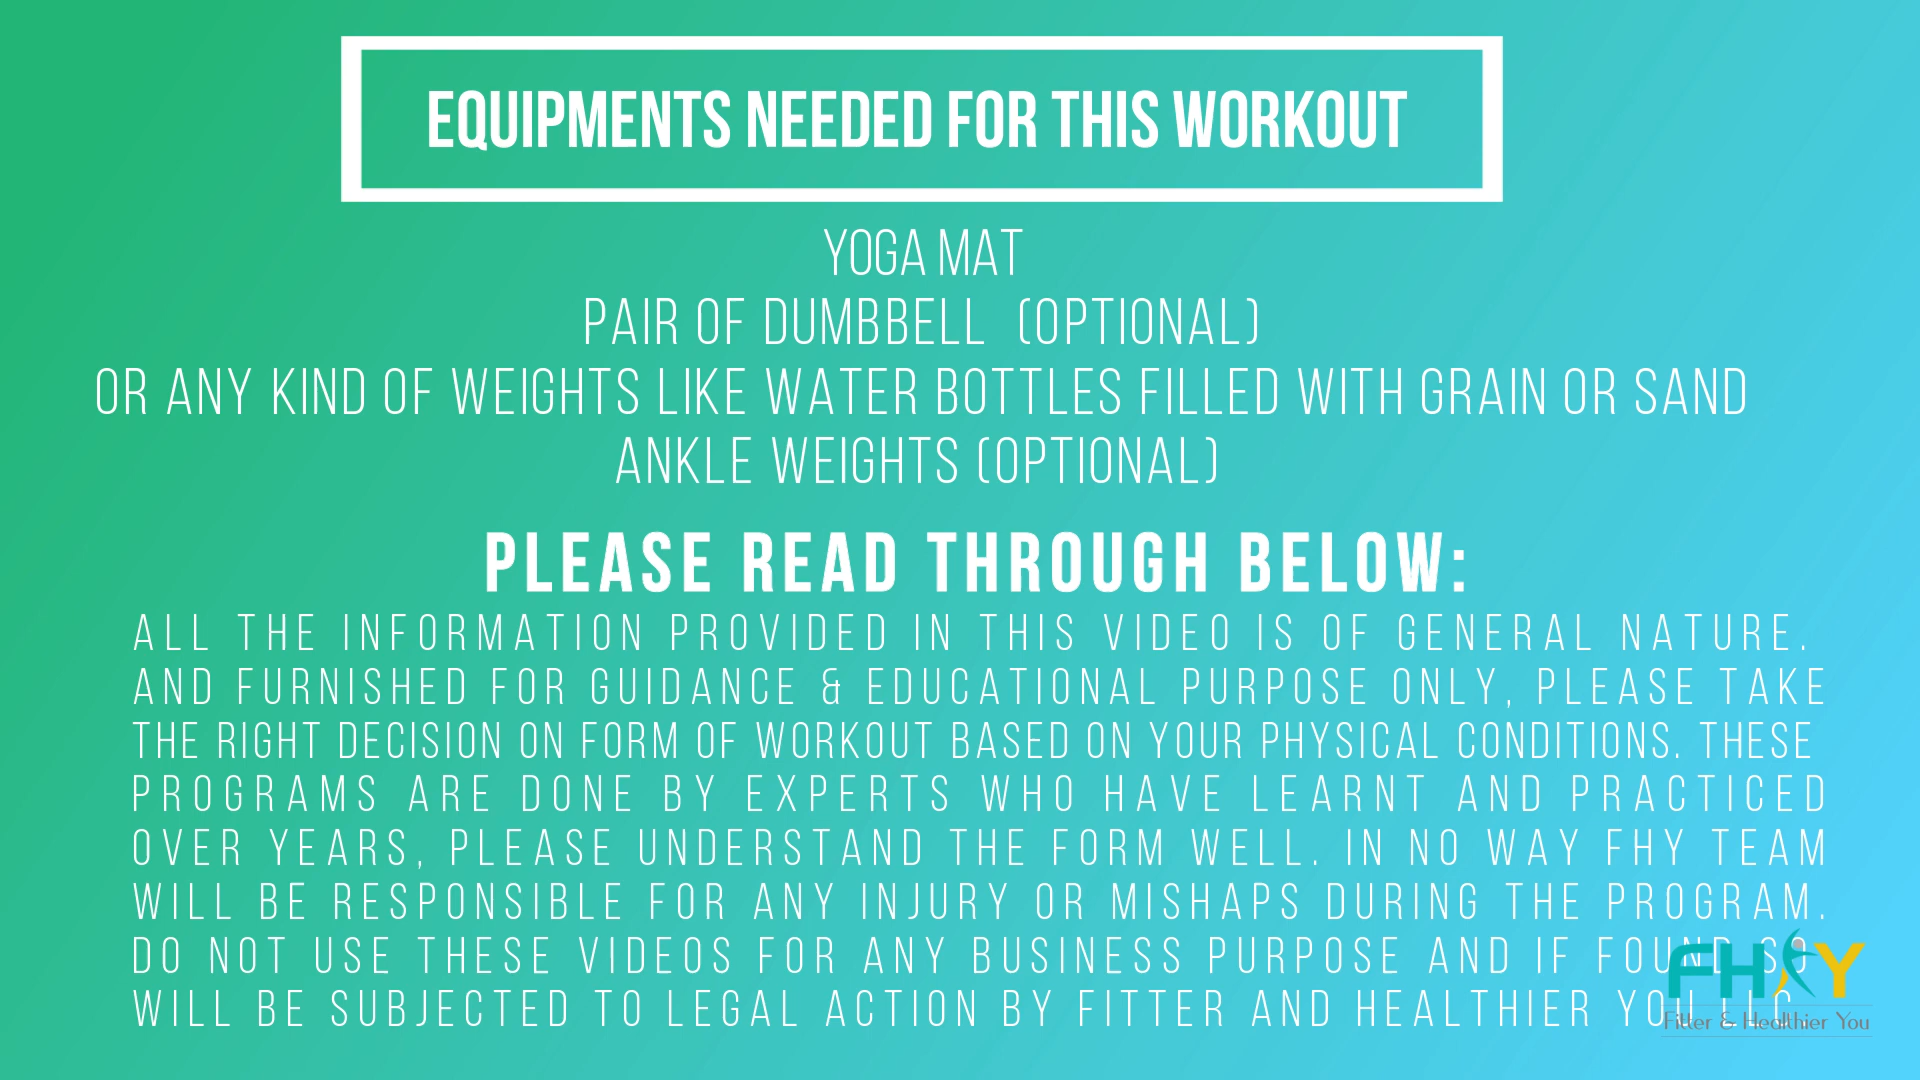 EQUIPMENTS NEEDED FOR THIS WORKOUT
YOGA MAT
PAIR OF DUMBBELL (OPTIONAL)
OR ANY KIND OF WEIGHTS LIKE WATER BOTTLES FILLED WITH GRAIN OR SAND
ANKLE WEIGHTS (OPTIONAL)
PLEASE READ THROUGH BELOW:
ALL THE INFORMATION PROVIDED IN THIS VIDEO IS OF GENERAL NATURE.
AND FURNISHED FOR GUIDANCE & EDUCATIONAL PURPOSE ONLY, PLEASE TAKE
THE RIGHT DECISION ON FORM OF WORKOUT BASED ON YOUR PHYSICAL CONDITIONS. THESE
PROGRAMS ARE DONE BY EXPERTS WHO HAVE LEARNT AND PRACTICED
OVER YEARS, PLEASE UNDERSTAND THE FORM WELL. IN NO WAY FHY TEAM
WILL BE RESPONSIBLE FOR ANY INJURY OR MISHAPS DURING THE PROGRAM.
DO NOT USE THESE VIDEOS FOR ANY BUSINESS PURPOSE AND IF FOUND SO
WILL BE SUBJECTED TO LEGAL ACTION BY FITTER AND HEALTHIER YOU LLC.
FHY
Fitter & Healthier You